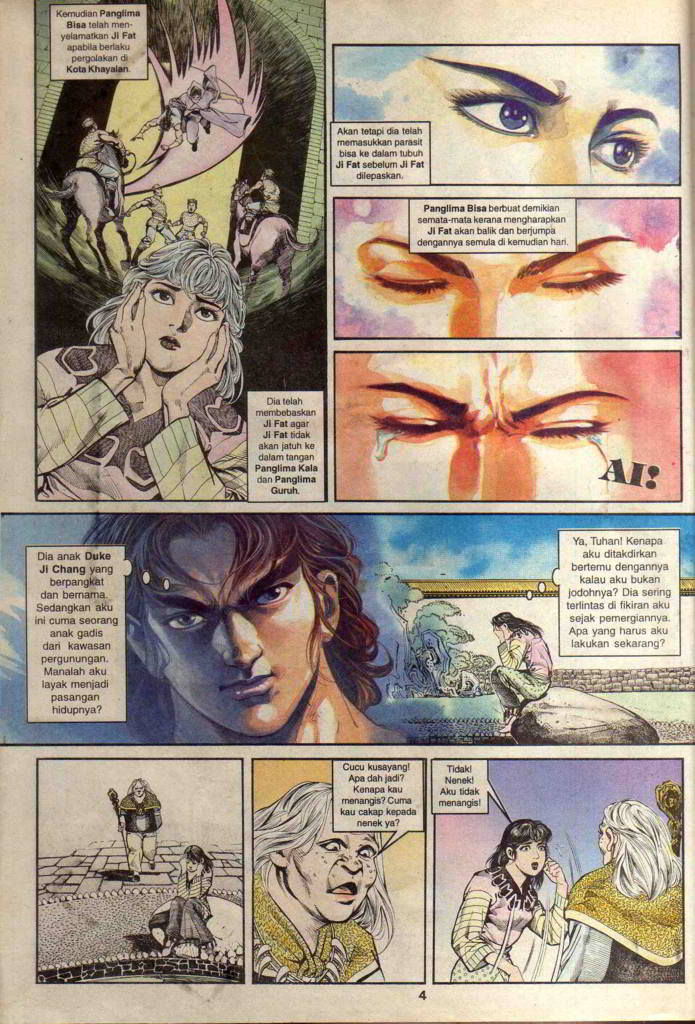 Kemudian Panglima
Bisa telah men-
yelamatkan Ji Fat
apabila berlaku
pergolakan di
Kota Khayalan.
Dia telah
membebaskan
Ji Fat agar
Ji Fat tidak
akan jatuh ke
dalam tangan
Panglima Kala
dan Panglima
Guruh.
Akan tetapi dia telah
memasukkan parasit
bisa ke dalam tubuh
Ji Fat sebelum Ji Fat
dilepaskan.
Panglima Bisa berbuat demikian
semata-mata kerana mengharapkan
Ji Fat akan balik dan berjumpa
dengannya semula di kemudian hari.
AI!
Dia anak Duke
Ji Chang yang
berpangkat
dan bernama.
Sedangkan aku
ini cuma seorang
anak gadis
dari kawasan
pergunungan.
Manalah aku
layak menjadi
pasangan
hidupnya?
Ya, Tuhan! Kenapa
aku ditakdirkan
bertemu dengannya
kalau aku bukan
jodohnya? Dia sering
terlintas di fikiran aku
sejak pemergiannya.
Apa yang harus aku
lakukan sekarang?
Cucu kusayang!
Apa dah jadi?
Kenapa kau
menangis? Cuma
kau cakap kepada
nenek ya?
Tidak!
Nenek!
Aku tidak
menangis!
4